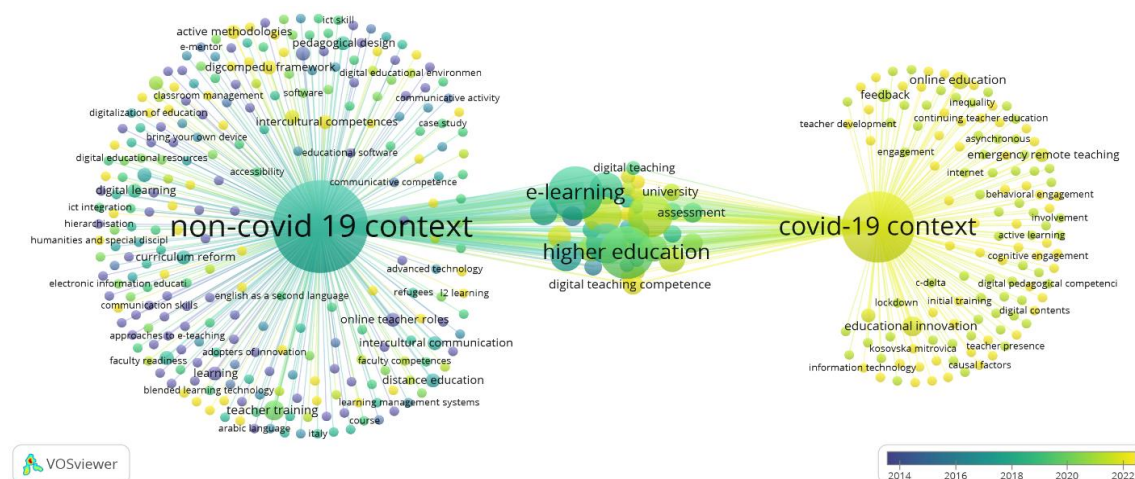 ict skill
active methodologies
e-mentor
pedagogical design
digcompedu framework
digital educational environmen
classroom management
software
communicative activity
digitalization of education
intercultural competences
case study
bring your own device
educational software
digital educational resources
accessibility
communicative competence
digital learning
ict integration
hierarchisation
non-covid 19 context
humanities and special discipl
curriculum reform
advanced technology
electronic information educati
english as a second language
refugees
l2 learning
communication skills
online teacher roles
approaches to e-teaching
intercultural communication
faculty readiness
adopters of innovation
faculty competences
learning
distance education
blended learning technology
learning management systems
teacher training
course
arabic language
italy
digital teaching
e-learning
university
assessment
higher education
digital teaching competence
online education
feedback
inequality
teacher development
continuing teacher education
asynchronous
engagement
emergency remote teaching
internet
behavioral engagement
involvement
covid-19 context
active learning
cognitive engagement
c-delta
digital pedagogical competenci
lockdown
initial training
digital contents
educational innovation
kosovska mitrovica
teacher presence
information technology
causal factors
VOSviewer
2014 2016 2018 2020 2022